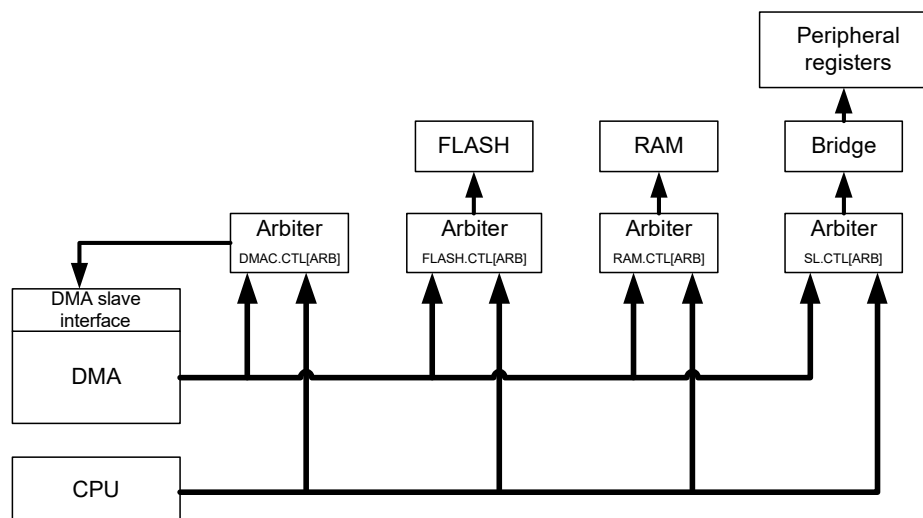 Peripheral
registers
FLASH
RAM
Bridge
Arbiter
DMAC.CTL[ARB]
Arbiter
FLASH.CTL[ARB]
Arbiter
RAM.CTL[ARB]
Arbiter
SL.CTL[ARB]
DMA slave
interface
DMA
CPU